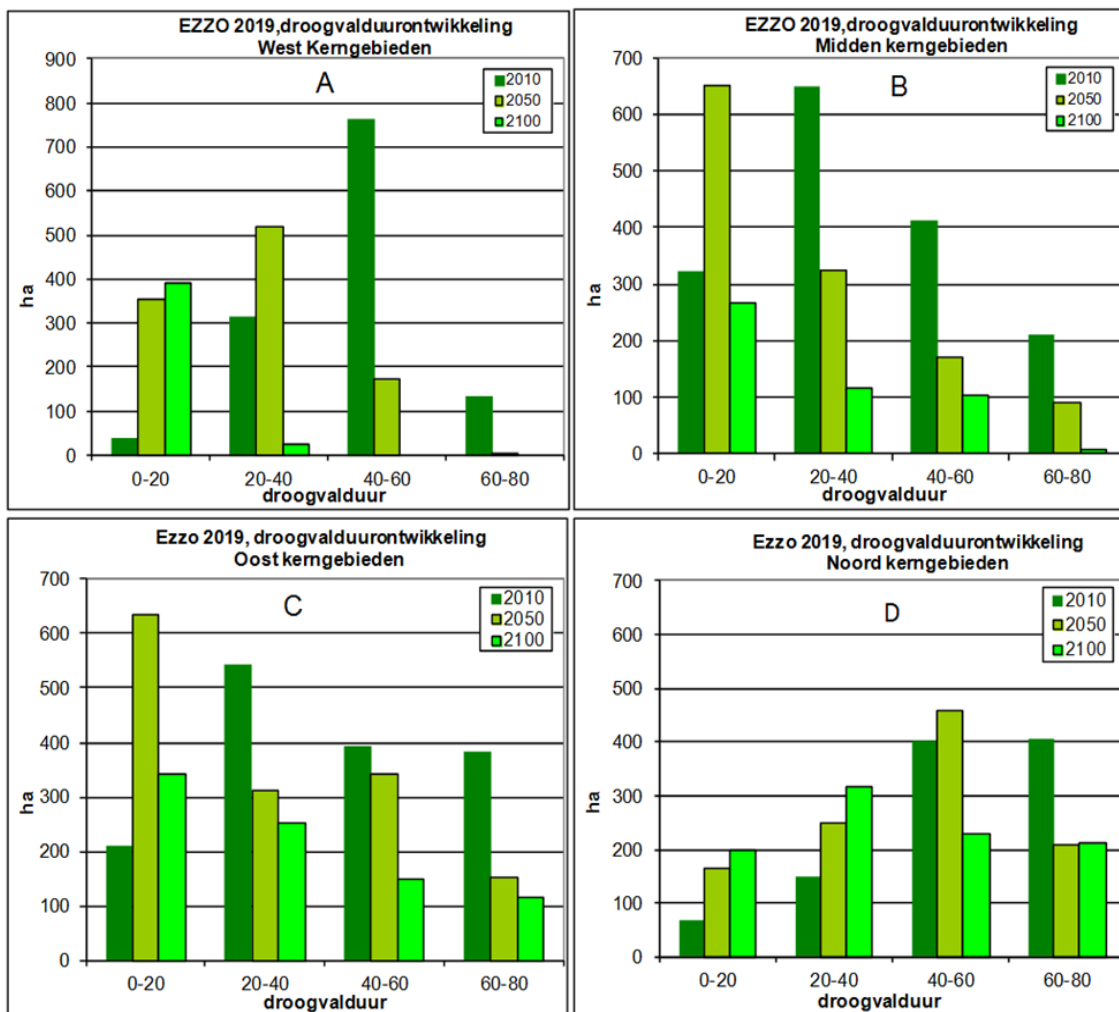 EZZO 2019,droogvalduurontwikkeling
West Kerngebieden
A
2010
2050
2100
900
800
700
600
500
400
300
200
100
0
ha
0-20 20-40 40-60 60-80
droogvalduur
EZZO 2019,droogvalduurontwikkeling
Midden kerngebieden
B
2010
2050
2100
700
600
500
400
300
200
100
0
ha
0-20 20-40 40-60 60-80
droogvalduur
Ezzo 2019, droogvalduurontwikkeling
Oost kerngebieden
C
2010
2050
2100
700
600
500
400
300
200
100
0
ha
0-20 20-40 40-60 60-80
droogvalduur
Ezzo 2019, droogvalduurontwikkeling
Noord kerngebieden
D
2010
2050
2100
700
600
500
400
300
200
100
0
ha
0-20 20-40 40-60 60-80
droogvalduur